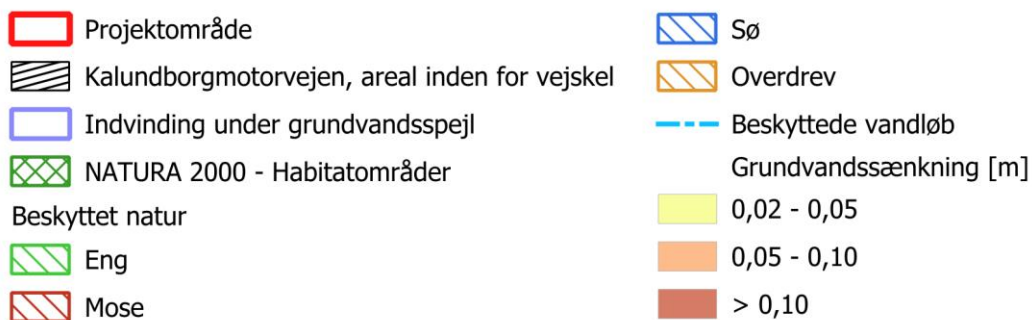 Projektområde
Kalundborgmotorvejen, areal inden for vejskel
Indvinding under grundvandsspejl
NATURA 2000 - Habitatområder
Beskyttet natur
Eng
Mose
Sø
Overdrev
Beskyttede vandløb
Grundvandssænkning [m]
0,02 - 0,05
0,05 - 0,10
> 0,10